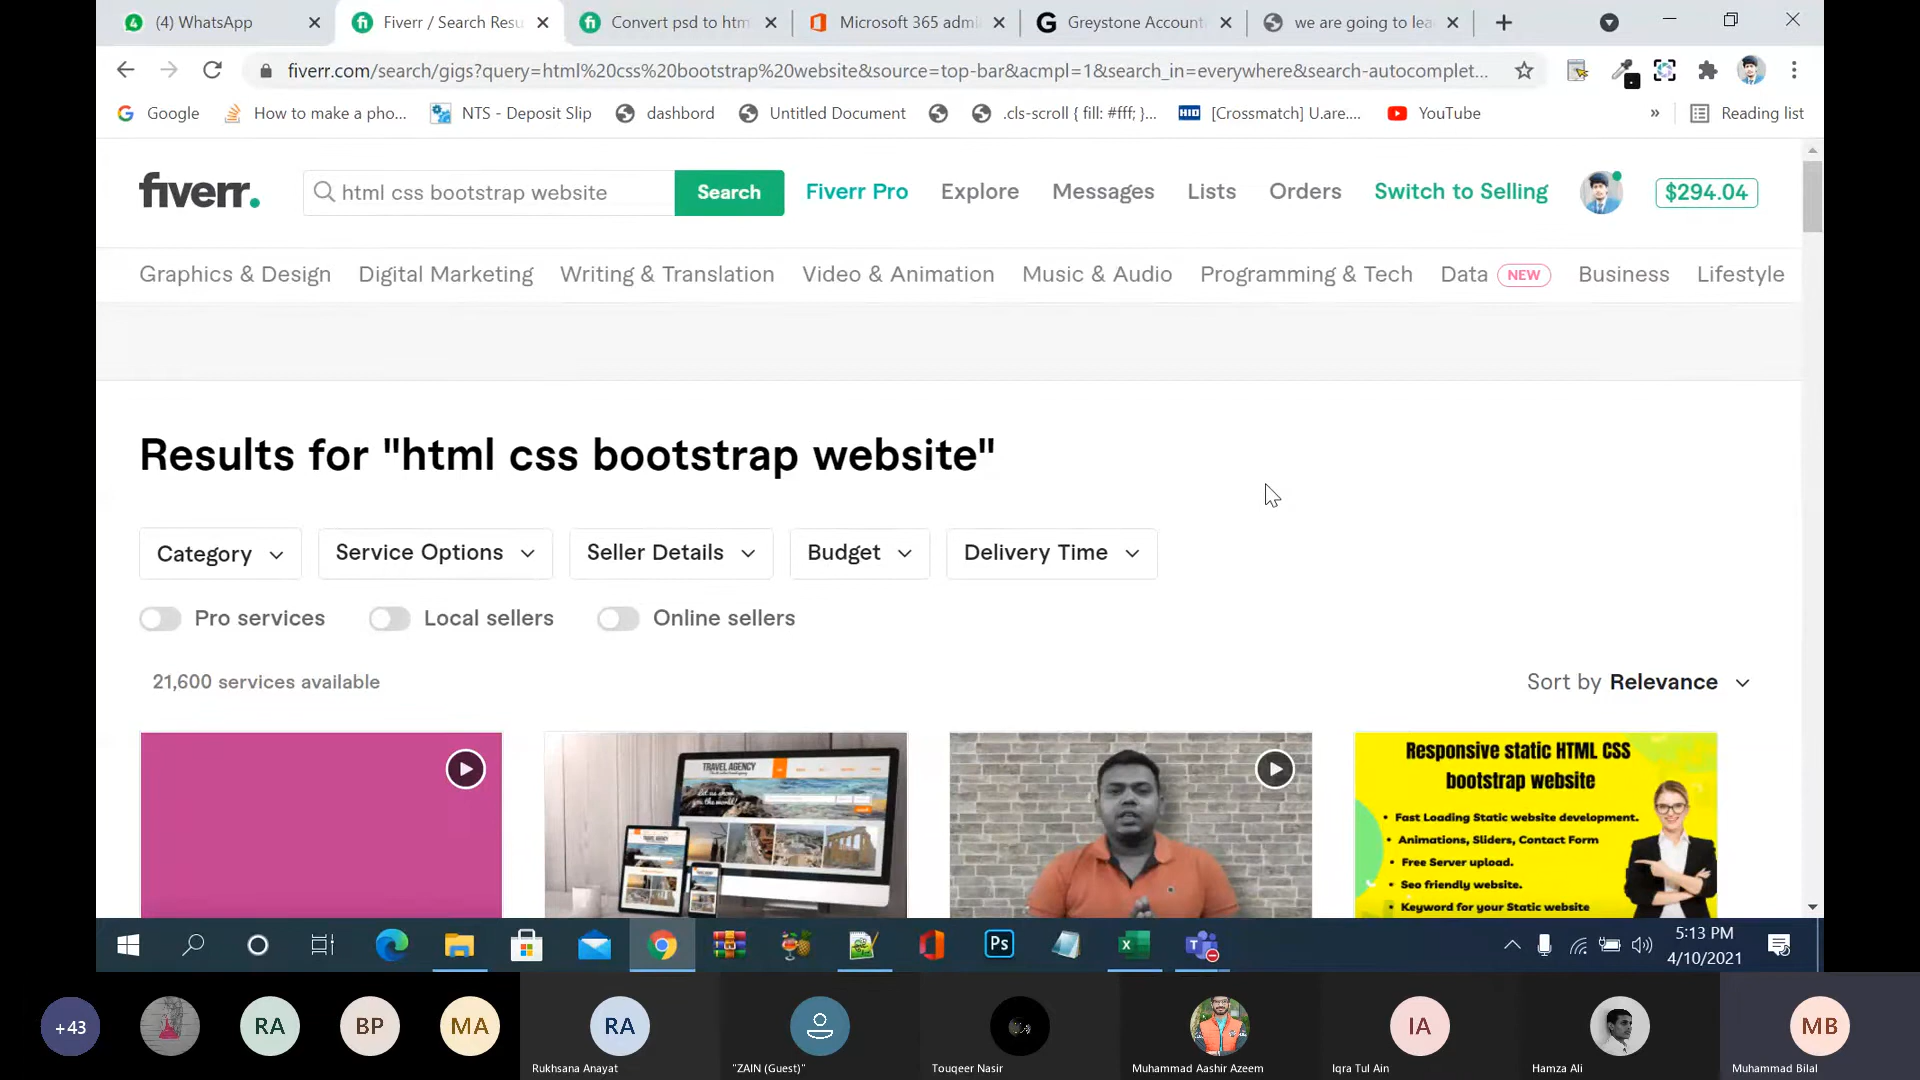 (4) WhatsApp
Fiverr / Search Resu
Convert psd to htm
Microsoft 365 admi
Greystone Account
we are going to lea
fiverr.com/search/gigs?query=html%20css%20bootstrap%20website&source=top-bar&acmpl=1&search_in=everywhere&search-autocomplet...
Google
How to make a pho...
NTS - Deposit Slip
dashbord
Untitled Document
.cls-scroll { fill: #fff; }...
HID
[Crossmatch] U.are....
YouTube
»
Reading list
fiverr.
html css bootstrap website
Search
Fiverr Pro
Explore
Messages
Lists
Orders
Switch to Selling
$294.04
Graphics & Design
Digital Marketing
Writing & Translation
Video & Animation
Music & Audio
Programming & Tech
Data NEW
Business
Lifestyle
Results for "html css bootstrap website"
Category
Service Options
Seller Details
Budget
Delivery Time
Pro services
Local sellers
Online sellers
21,600 services available
Sort by Relevance
TRAVEL AGENCY
Responsive static HTML CSS
bootstrap website
• Fast Loading Static website development.
• Animations, Sliders, Contact Form
• Free Server upload.
• Seo friendly website.
• Keyword for your Static website
Ps
5:13 PM
4/10/2021
+43
RA
BP
MA
RA
Rukhsana Anayat
"ZAIN (Guest)"
Touqeer Nasir
Muhammad Aashir Azeem
IA
Iqra Tul Ain
Hamza Ali
MB
Muhammad Bilal